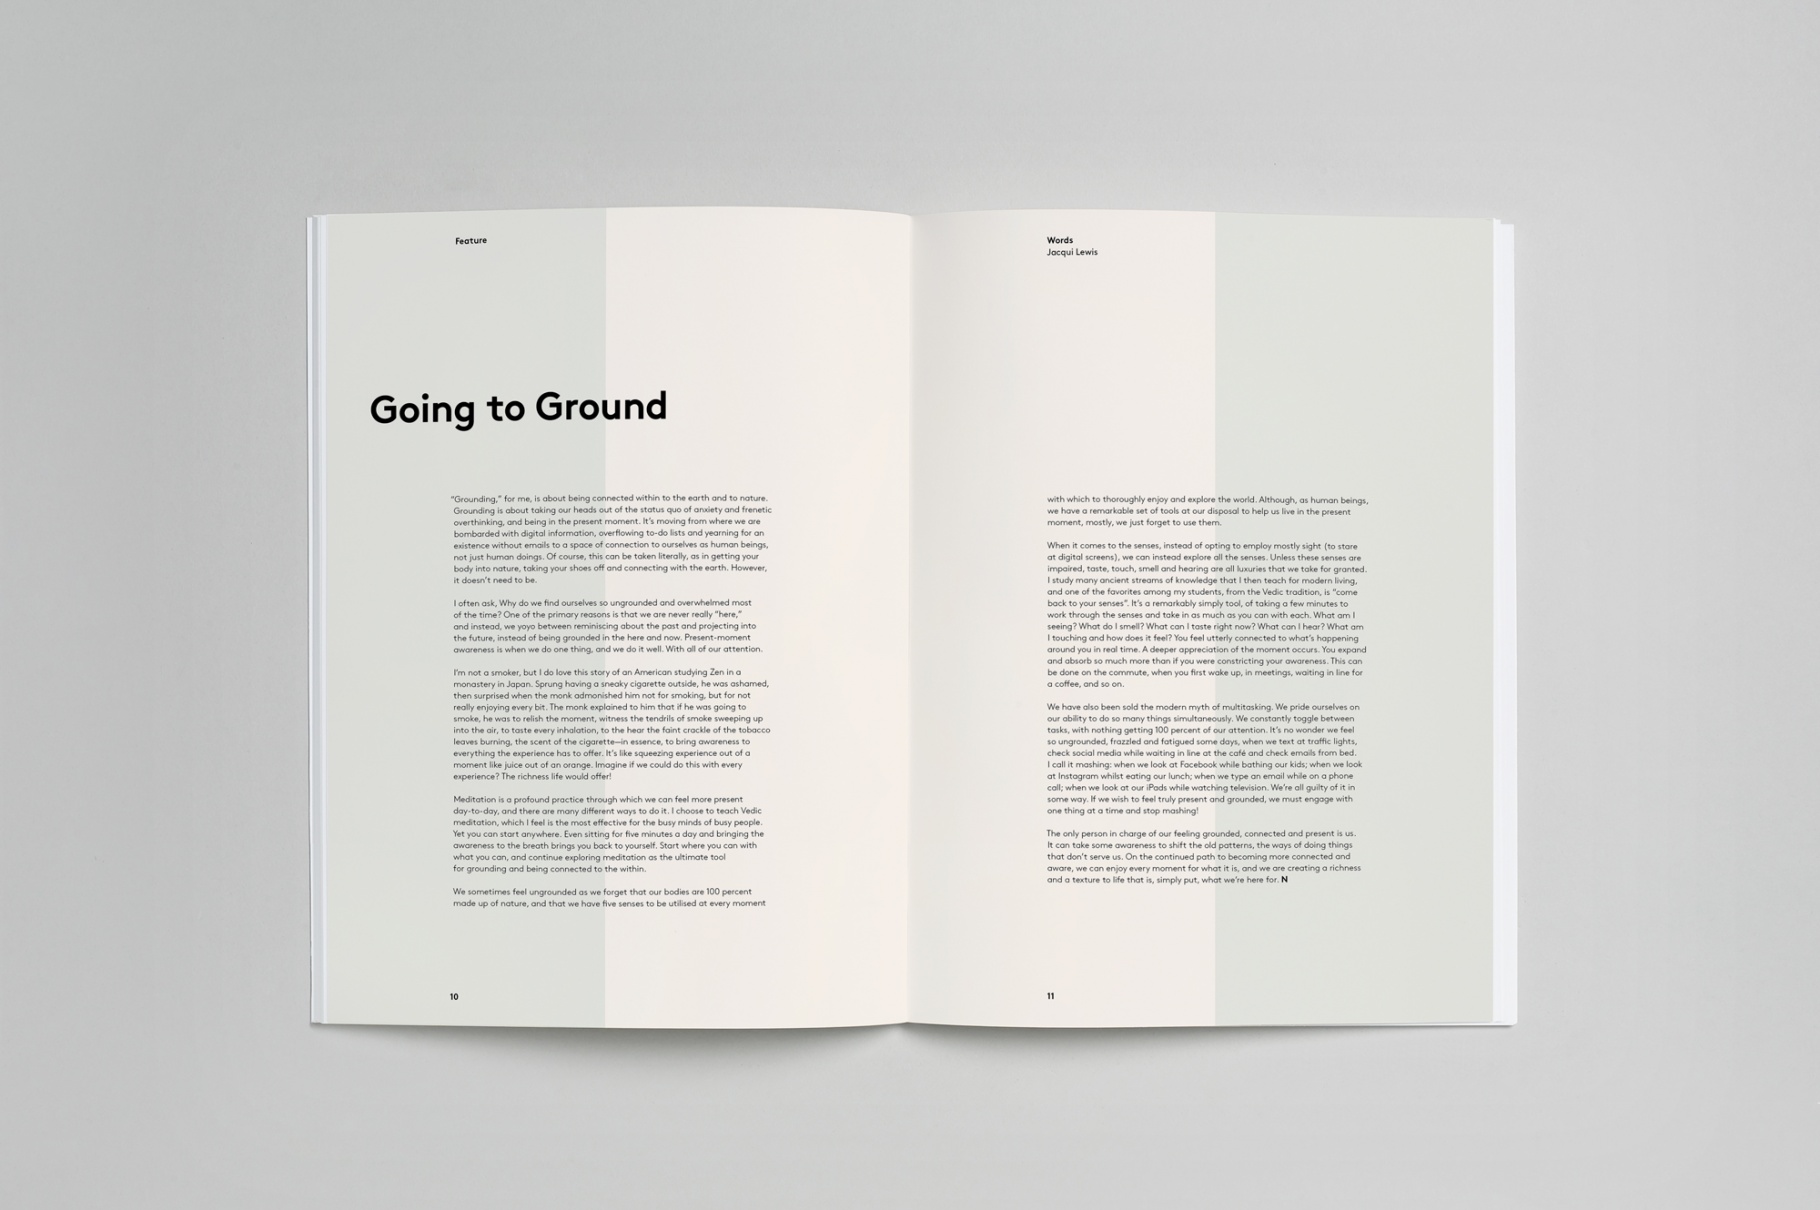 Feature
Going to Ground
“Grounding,” for me, is about being connected within to the earth and to nature.
Grounding is about taking our heads out of the status quo of anxiety and frenetic
overthinking, and being in the present moment. It’s moving from where we are
bombarded with digital information, overflowing to-do lists and yearning for an
existence without emails to a space of connection to ourselves as human beings,
not just human doings. Of course, this can be taken literally, as in getting your
body into nature, taking your shoes off and connecting with the earth. However,
it doesn’t need to be.
I often ask, Why do we find ourselves so ungrounded and overwhelmed most
of the time? One of the primary reasons is that we are never really “here,”
and instead, we yoyo between reminiscing about the past and projecting into
the future, instead of being grounded in the here and now. Present-moment
awareness is when we do one thing, and we do it well. With all of our attention.
I’m not a smoker, but I do love this story of an American studying Zen in a
monastery in Japan. Sprung having a sneaky cigarette outside, he was ashamed,
then surprised when the monk admonished him not for smoking, but for not
really enjoying every bit. The monk explained to him that if he was going to
smoke, he was to relish the moment, witness the tendrils of smoke sweeping up
into the air, to taste every inhalation, to the hear the faint crackle of the tobacco
leaves burning, the scent of the cigarette—in essence, to bring awareness to
everything the experience has to offer. It’s like squeezing experience out of a
moment like juice out of an orange. Imagine if we could do this with every
experience? The richness life would offer!
Meditation is a profound practice through which we can feel more present
day-to-day, and there are many different ways to do it. I choose to teach Vedic
meditation, which I feel is the most effective for the busy minds of busy people.
Yet you can start anywhere. Even sitting for five minutes a day and bringing the
awareness to the breath brings you back to yourself. Start where you can with
what you can, and continue exploring meditation as the ultimate tool
for grounding and being connected to the within.
We sometimes feel ungrounded as we forget that our bodies are 100 percent
made up of nature, and that we have five senses to be utilised at every moment
10
Words
Jacqui Lewis
with which to thoroughly enjoy and explore the world. Although, as human beings,
we have a remarkable set of tools at our disposal to help us live in the present
moment, mostly, we just forget to use them.
When it comes to the senses, instead of opting to employ mostly sight (to stare
at digital screens), we can instead explore all the senses. Unless these senses are
impaired, taste, touch, smell and hearing are all luxuries that we take for granted.
I study many ancient streams of knowledge that I then teach for modern living,
and one of the favorites among my students, from the Vedic tradition, is “come
back to your senses”. It’s a remarkably simply tool, of taking a few minutes to
work through the senses and take in as much as you can with each. What am I
seeing? What do I smell? What can I taste right now? What can I hear? What am
I touching and how does it feel? You feel utterly connected to what’s happening
around you in real time. A deeper appreciation of the moment occurs. You expand
and absorb so much more than if you were constricting your awareness. This can
be done on the commute, when you first wake up, in meetings, waiting in line for
a coffee, and so on.
We have also been sold the modern myth of multitasking. We pride ourselves on
our ability to do so many things simultaneously. We constantly toggle between
tasks, with nothing getting 100 percent of our attention. It’s no wonder we feel
so ungrounded, frazzled and fatigued some days, when we text at traffic lights,
check social media while waiting in line at the café and check emails from bed.
I call it mashing: when we look at Facebook while bathing our kids; when we look
at Instagram whilst eating our lunch; when we type an email while on a phone
call; when we look at our iPads while watching television. We’re all guilty of it in
some way. If we wish to feel truly present and grounded, we must engage with
one thing at a time and stop mashing!
The only person in charge of our feeling grounded, connected and present is us.
It can take some awareness to shift the old patterns, the ways of doing things
that don’t serve us. On the continued path to becoming more connected and
aware, we can enjoy every moment for what it is, and we are creating a richness
and a texture to life that is, simply put, what we’re here for. N
11